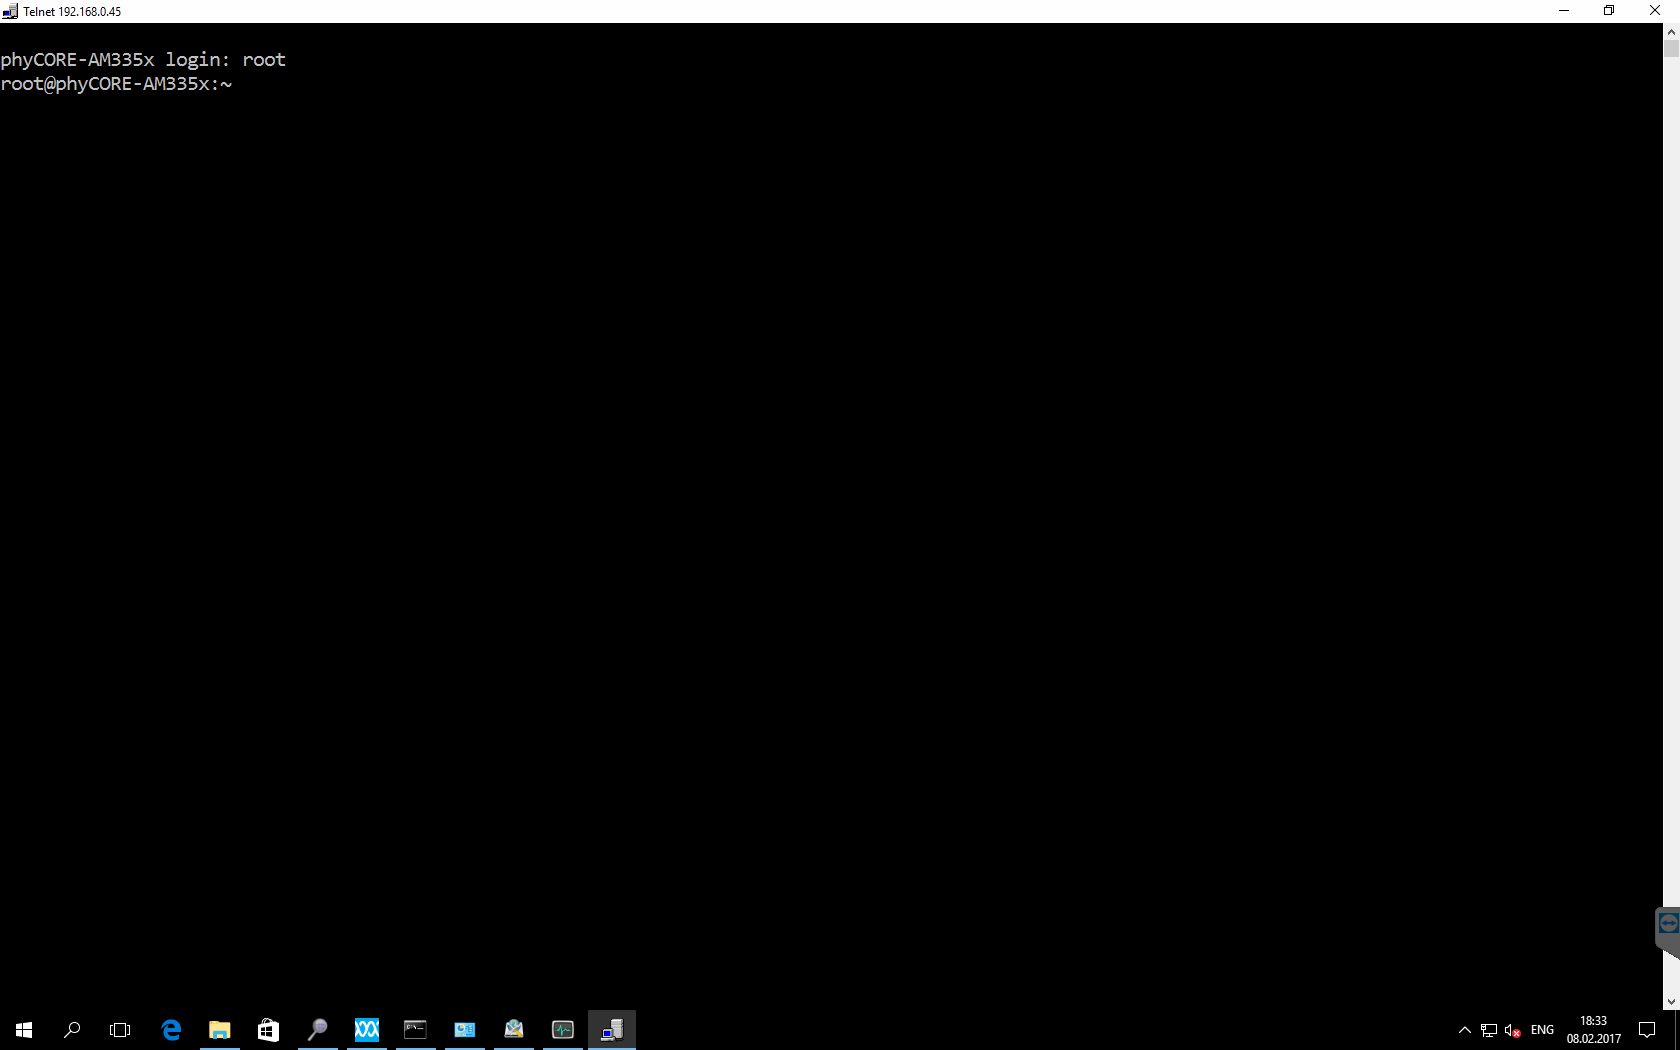 Telnet 192.168.0.45
phyCORE-AM335x login: root
root@phyCORE-AM335x:~
ENG
18:33
08.02.2017